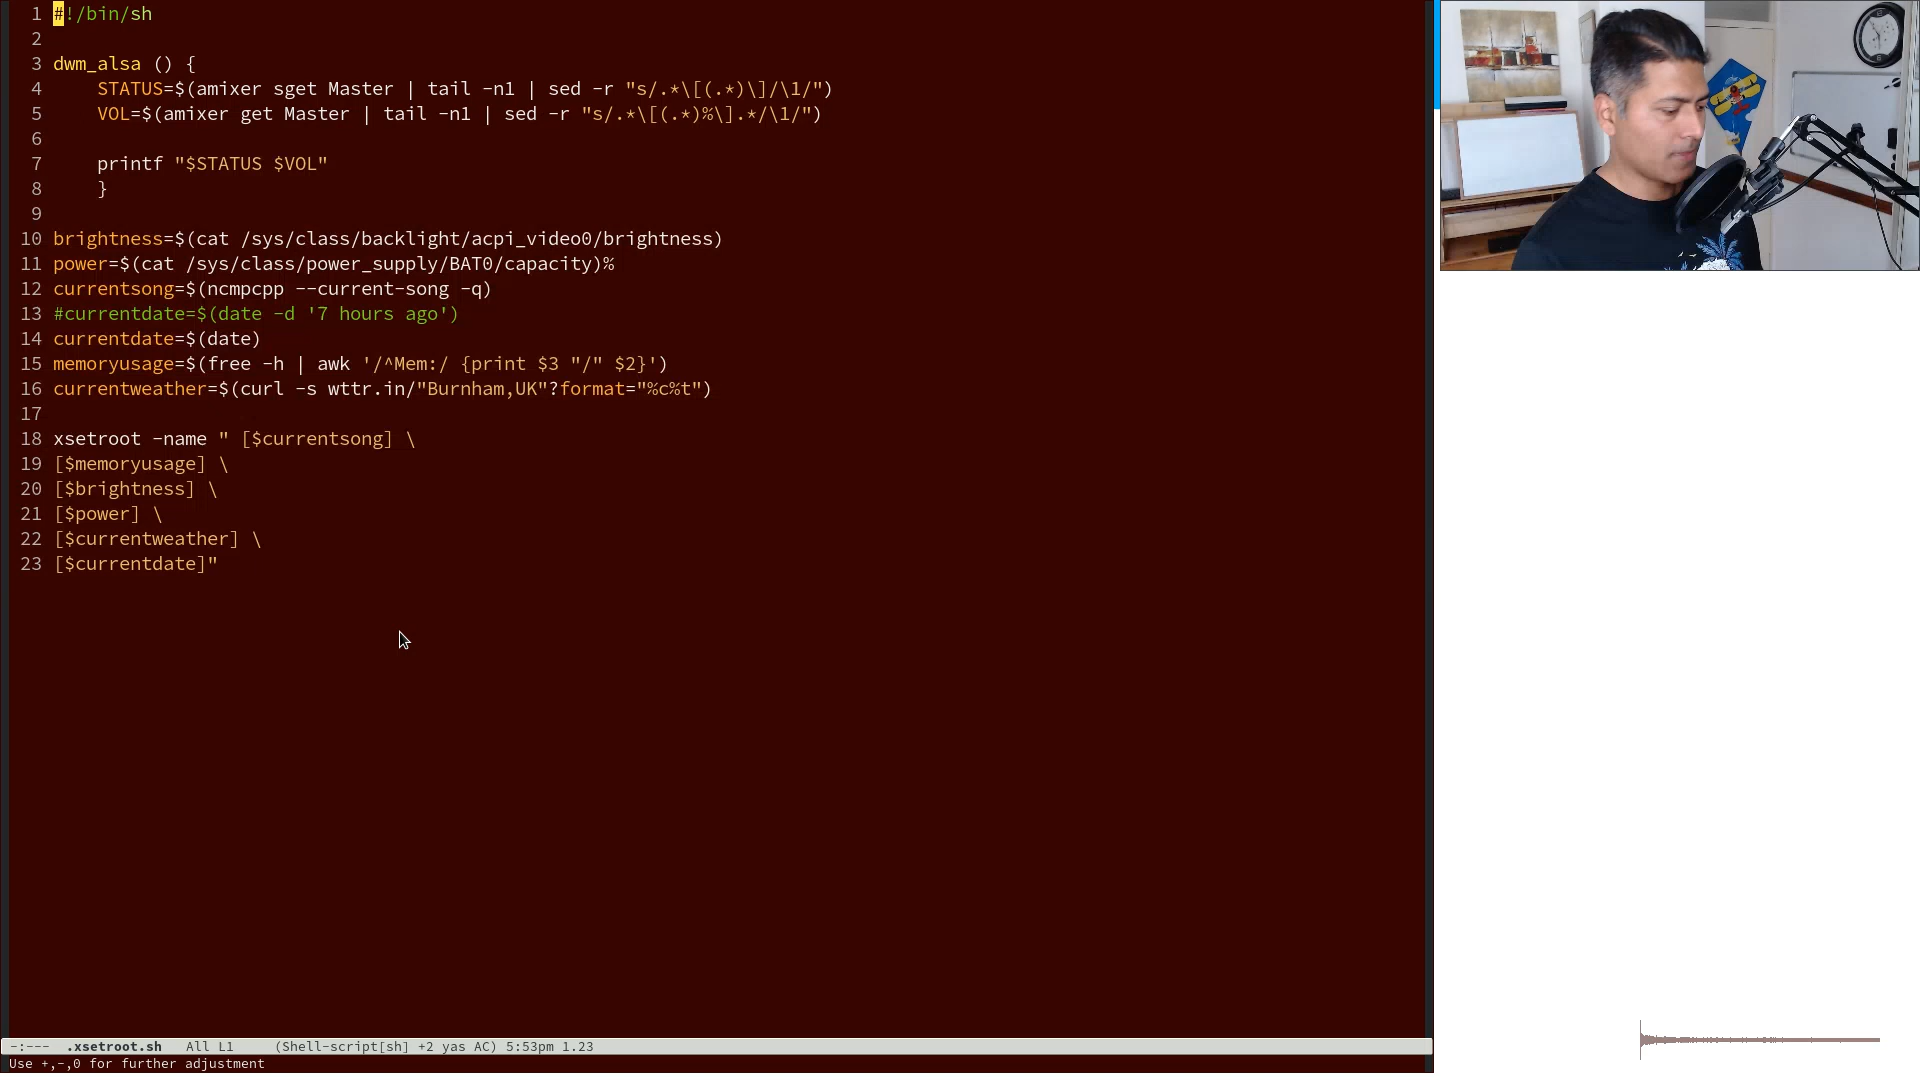 1 #!/bin/sh
2
3 dwm_alsa () {
4     STATUS=$(amixer sget Master | tail -n1 | sed -r "s/.*\[(.*)\]/\1/")
5     VOL=$(amixer get Master | tail -n1 | sed -r "s/.*\[(.*)%\].*/\1/")
6
7     printf "$STATUS $VOL"
8     }
9
10 brightness=$(cat /sys/class/backlight/acpi_video0/brightness)
11 power=$(cat /sys/class/power_supply/BAT0/capacity)%
12 currentsong=$(ncmpcpp --current-song -q)
13 #currentdate=$(date -d '7 hours ago')
14 currentdate=$(date)
15 memoryusage=$(free -h | awk '/^Mem:/ {print $3 "/" $2}')
16 currentweather=$(curl -s wttr.in/"Burnham,UK"?format="%c%t")
17
18 xsetroot -name " [$currentsong] \
19 [$memoryusage] \
20 [$brightness] \
21 [$power] \
22 [$currentweather] \
23 [$currentdate]"
-:---  .xsetroot.sh   All L1     (Shell-script[sh] +2 yas AC) 5:53pm 1.23
Use +,-,0 for further adjustment